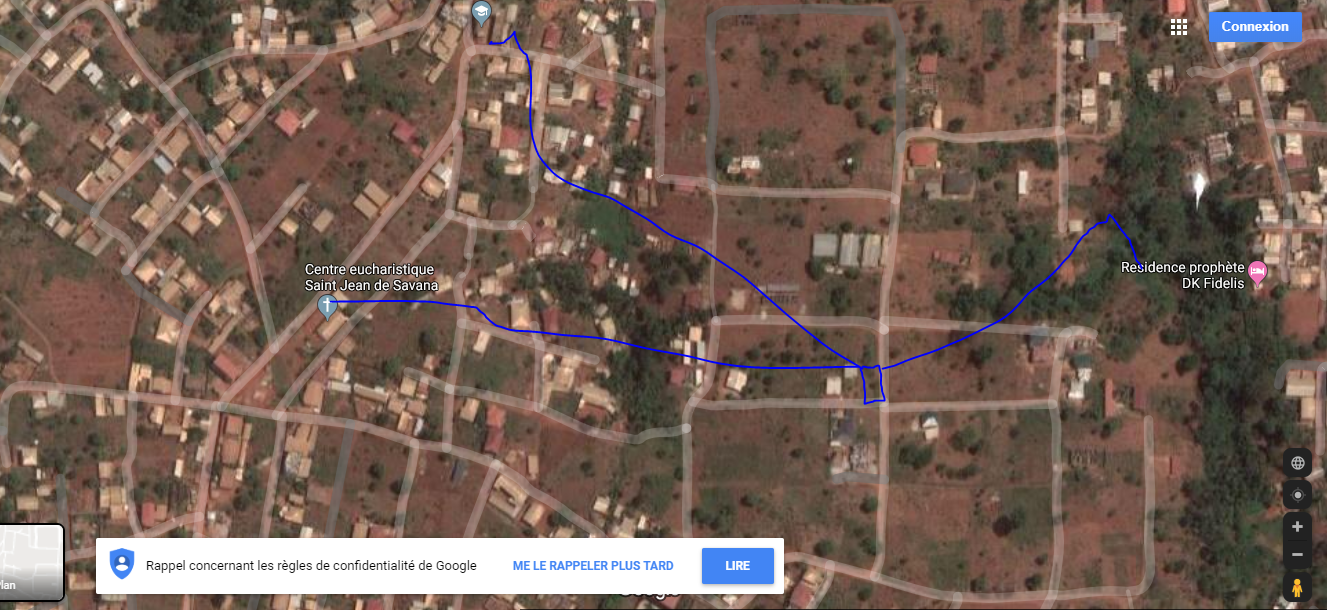 Connexion
Centre eucharistique
Saint Jean de Savana
Residence prophète
DK Fidelis
Rappel concernant les règles de confidentialité de Google
ME LE RAPPELER PLUS TARD
LIRE
Google